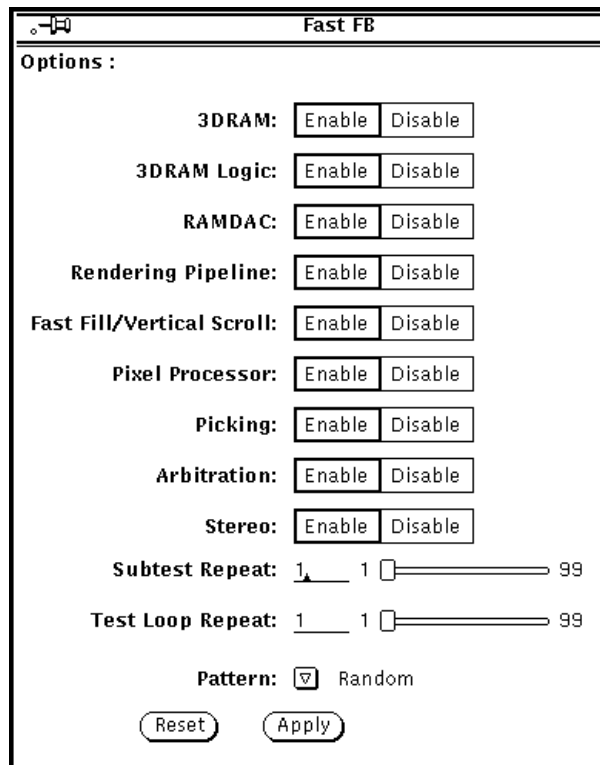 Fast FB
Options :
3DRAM: Enable Disable
3DRAM Logic: Enable Disable
RAMDAC: Enable Disable
Rendering Pipeline: Enable Disable
Fast Fill/Vertical Scroll: Enable Disable
Pixel Processor: Enable Disable
Picking: Enable Disable
Arbitration: Enable Disable
Stereo: Enable Disable
Subtest Repeat: 1 1 99
Test Loop Repeat: 1 1 99
Pattern: Random
Reset Apply